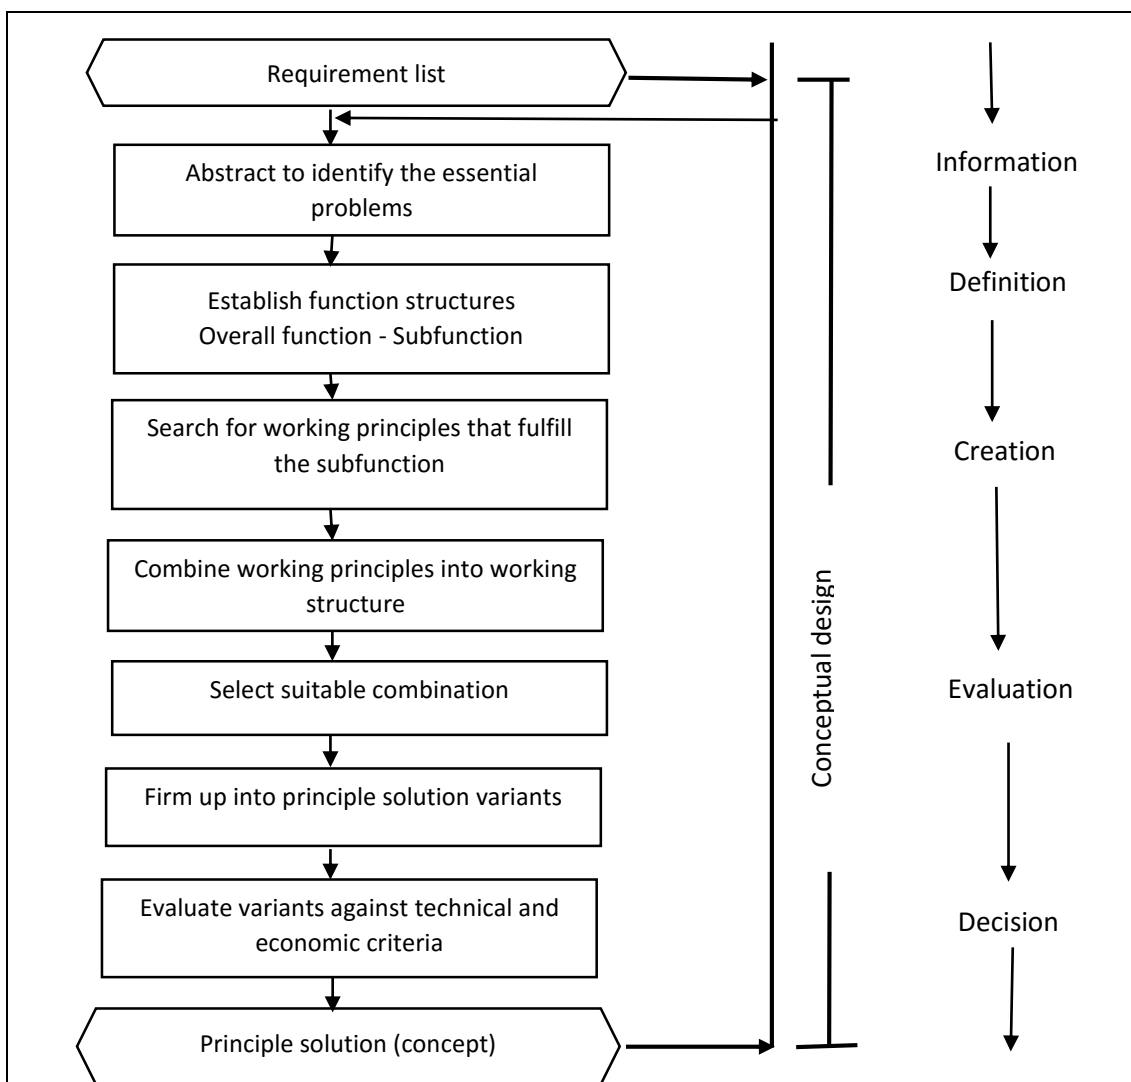 Requirement list
Abstract to identify the essential
problems
Establish function structures
Overall function - Subfunction
Search for working principles that fulfill
the subfunction
Combine working principles into working
structure
Select suitable combination
Firm up into principle solution variants
Evaluate variants against technical and
economic criteria
Principle solution (concept)
Conceptual design
Information
Definition
Creation
Evaluation
Decision